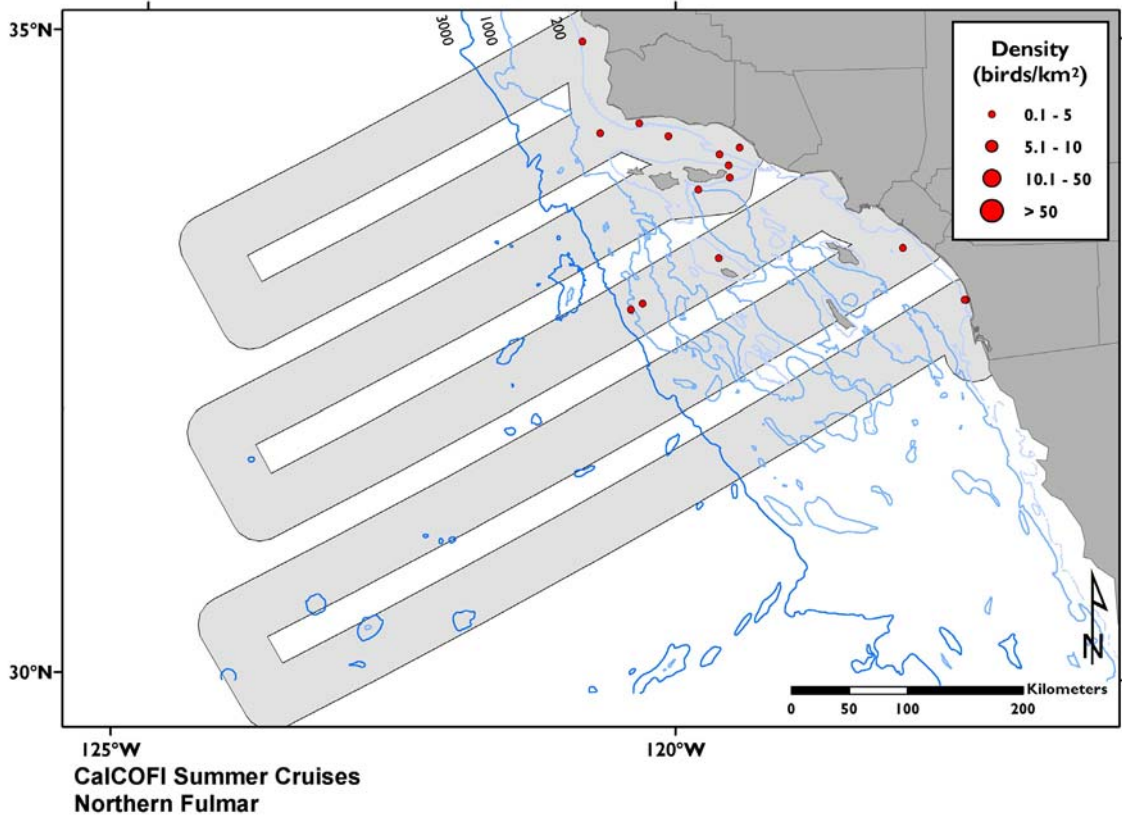 35°N
3000
1000
200
Density
(birds/km²)
0.1 - 5
5.1 - 10
10.1 - 50
> 50
N
30°N
Kilometers
0 50 100 200
125°W 120°W
CalCOFI Summer Cruises
Northern Fulmar